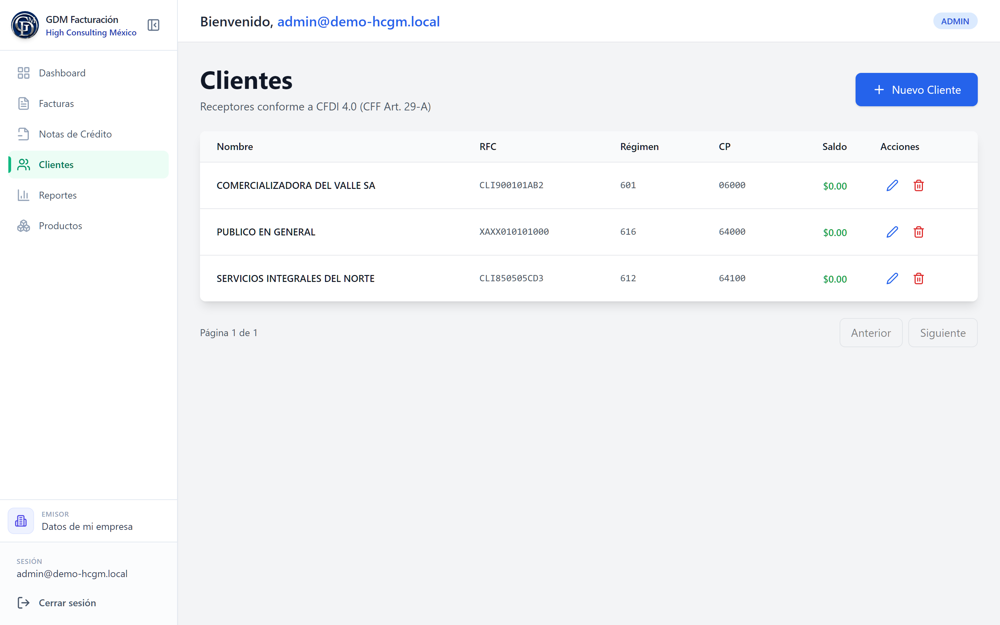 GDM Facturación
High Consulting México
Bienvenido, admin@demo-hcgm.local
ADMIN
Dashboard
Facturas
Notas de Crédito
Clientes
Reportes
Productos
EMISOR
Datos de mi empresa
SESIÓN
admin@demo-hcgm.local
Cerrar sesión
Clientes
Receptores conforme a CFDI 4.0 (CFF Art. 29-A)
+ Nuevo Cliente
Nombre RFC Régimen CP Saldo Acciones
COMERCIALIZADORA DEL VALLE SA CLI900101AB2 601 06000 $0.00
PUBLICO EN GENERAL XAXX010101000 616 64000 $0.00
SERVICIOS INTEGRALES DEL NORTE CLI850505CD3 612 64100 $0.00
Página 1 de 1
Anterior Siguiente